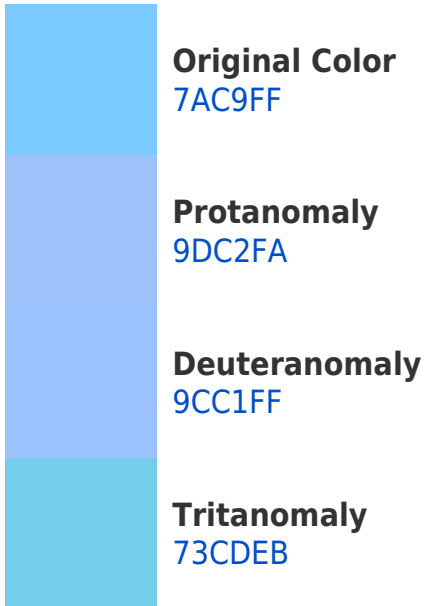 Original Color
7AC9FF
Protanomaly
9DC2FA
Deuteranomaly
9CC1FF
Tritanomaly
73CDEB